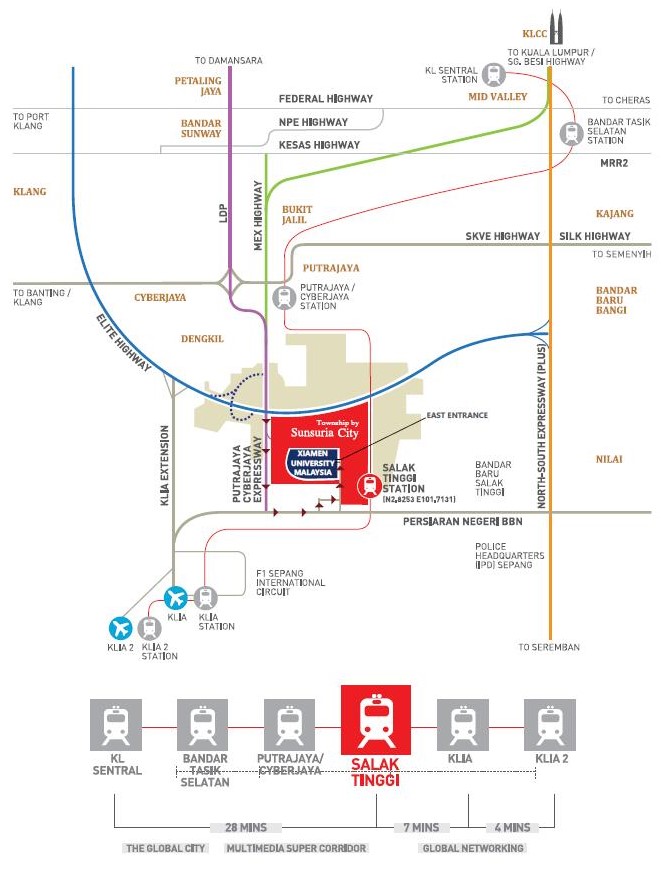 KLCC
TO KUALA LUMPUR /
SG. BESI HIGHWAY
TO DAMANSARA
KL SENTRAL
STATION
PETALING
JAYA
MID VALLEY
FEDERAL HIGHWAY
TO CHERAS
TO PORT
KLANG
BANDAR
SUNWAY
NPE HIGHWAY
BANDAR TASIK
SELATAN
STATION
KESAS HIGHWAY
MRR2
KLANG
LDP
MEX HIGHWAY
BUKIT
JALIL
KAJANG
SKVE HIGHWAY
SILK HIGHWAY
TO SEMENYIH
PUTRAJAYA
TO BANTING /
KLANG
CYBERJAYA
PUTRAJAYA /
CYBERJAYA
STATION
BANDAR
BARU
BANGI
ELITE HIGHWAY
DENGKIL
NORTH-SOUTH EXPRESSWAY (PLUS)
EAST ENTRANCE
Township by
Sunsuria City
XIAMEN
UNIVERSITY
MALAYSIA
KLIA EXTENSION
PUTRAJAYA
CYBERJAYA
EXPRESSWAY
SALAK
TINGGI
STATION
(N2.8253 E101.7131)
BANDAR
BARU
SALAK
TINGGI
NILAI
PERSIARAN NEGERI BBN
POLICE
HEADQUARTERS
(IPD) SEPANG
F1 SEPANG
INTERNATIONAL
CIRCUIT
KLIA
KLIA
STATION
KLIA 2
KLIA 2
STATION
TO SEREMBAN
KL
SENTRAL
BANDAR
TASIK
SELATAN
PUTRAJAYA/
CYBERJAYA
SALAK
TINGGI
KLIA
KLIA 2
28 MINS
7 MINS
4 MINS
THE GLOBAL CITY
MULTIMEDIA SUPER CORRIDOR
GLOBAL NETWORKING